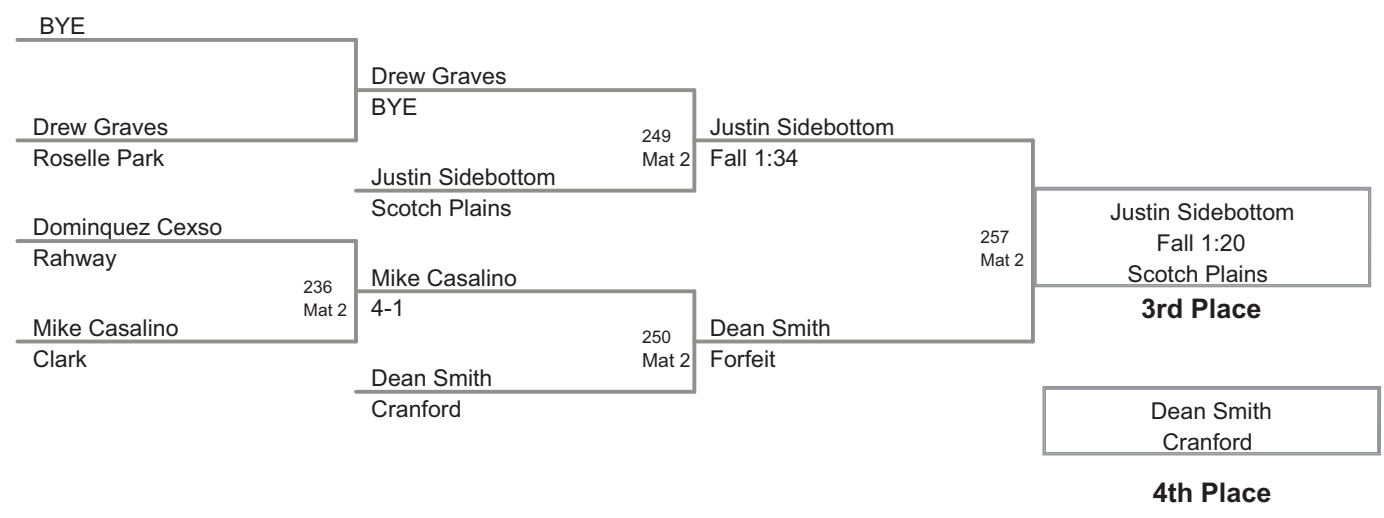 BYE
Drew Graves
Roselle Park
Dominquez Cexso
Rahway
236
Mat 2
Mike Casalino
Clark
Drew Graves
BYE
249
Mat 2
Justin Sidebottom
Scotch Plains
Mike Casalino
4-1
250
Mat 2
Dean Smith
Cranford
Justin Sidebottom
Fall 1:34
257
Mat 2
Dean Smith
Forfeit
Justin Sidebottom
Fall 1:20
Scotch Plains
3rd Place
Dean Smith
Cranford
4th Place